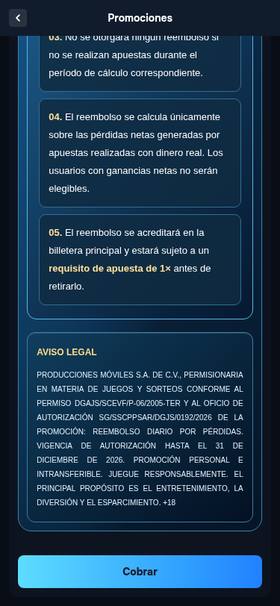 Promociones
03. No se otorgará ningún reembolso si
no se realizan apuestas durante el
período de cálculo correspondiente.
04. El reembolso se calcula únicamente
sobre las pérdidas netas generadas por
apuestas realizadas con dinero real. Los
usuarios con ganancias netas no serán
elegibles.
05. El reembolso se acreditará en la
billetera principal y estará sujeto a un
requisito de apuesta de 1× antes de
retirarlo.
AVISO LEGAL
PRODUCCIONES MÓVILES S.A. DE C.V., PERMISIONARIA
EN MATERIA DE JUEGOS Y SORTEOS CONFORME AL
PERMISO DGAJS/SCEVF/P-06/2005-TER Y AL OFICIO DE
AUTORIZACIÓN SG/SSCPPSAR/DGJS/0192/2026 DE LA
PROMOCIÓN: REEMBOLSO DIARIO POR PÉRDIDAS.
VIGENCIA DE AUTORIZACIÓN HASTA EL 31 DE
DICIEMBRE DE 2026. PROMOCIÓN PERSONAL E
INTRANSFERIBLE. JUEGUE RESPONSABLEMENTE. EL
PRINCIPAL PROPÓSITO ES EL ENTRETENIMIENTO, LA
DIVERSIÓN Y EL ESPARCIMIENTO. +18
Cobrar